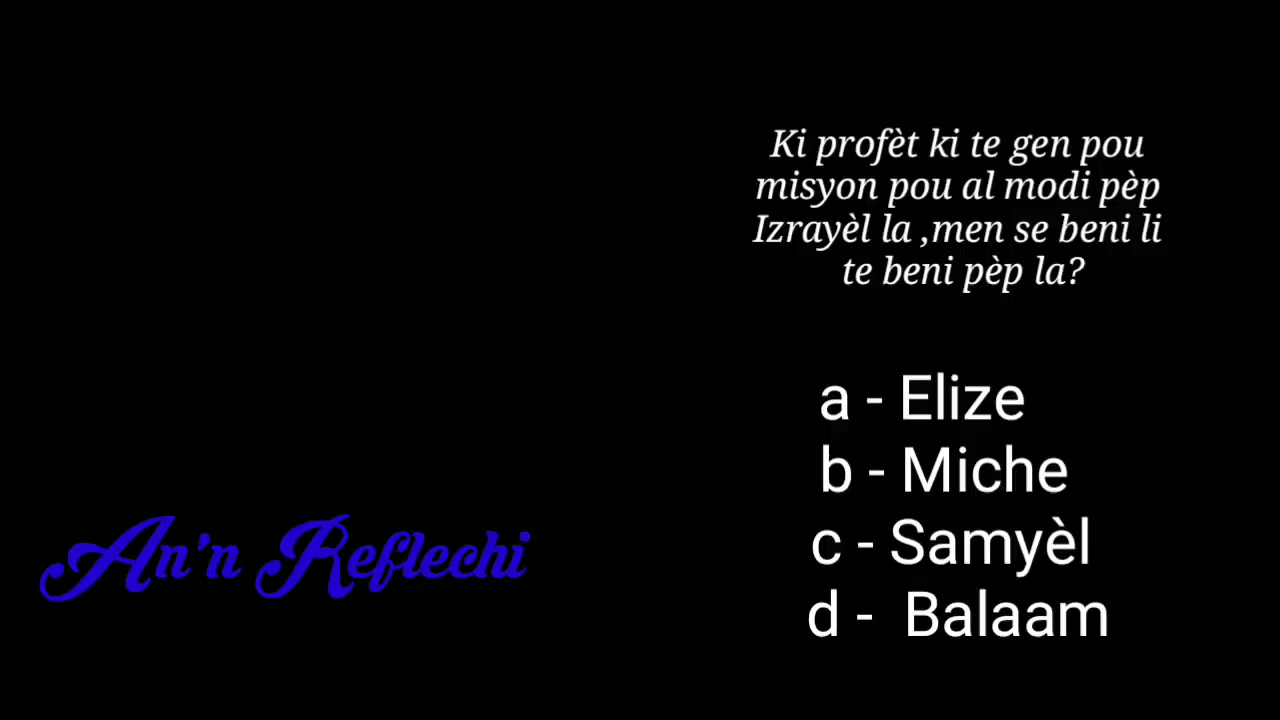 Ki profèt ki te gen pou
misyon pou al modi pèp
Izrayèl la ,men se beni li
te beni pèp la?
a - Elize
b - Miche
c - Samyèl
d - Balaam
An'n Reflechi